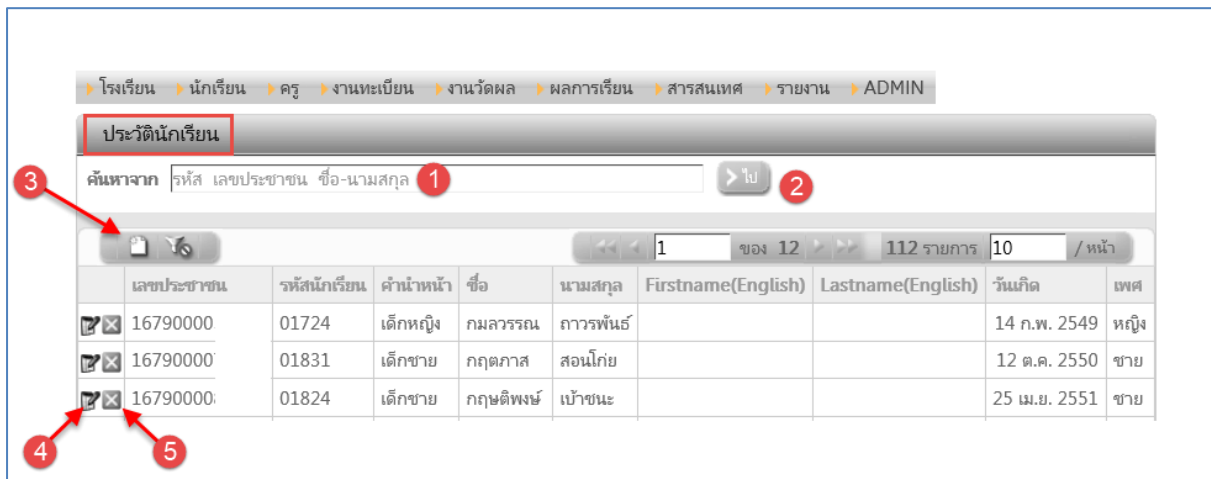 โรงเรียน นักเรียน ครู งานทะเบียน งานวัดผล ผลการเรียน สารสนเทศ รายงาน ADMIN
ประวัตินักเรียน
ค้นหาจาก รหัส เลขประชาชน ชื่อ-นามสกุล 1 ไป 2
3
1 ของ 12 112 รายการ 10 / หน้า
เลขประชาชน รหัสนักเรียน คำนำหน้า ชื่อ นามสกุล Firstname(English) Lastname(English) วันเกิด เพศ
16790000 01724 เด็กหญิง กมลวรรณ ถาวรพันธ์ 14 ก.พ. 2549 หญิง
16790000 01831 เด็กชาย กฤตภาส สอนโก่ย 12 ต.ค. 2550 ชาย
16790000 01824 เด็กชาย กฤษติพงษ์ เบ้าชนะ 25 เม.ย. 2551 ชาย
4 5